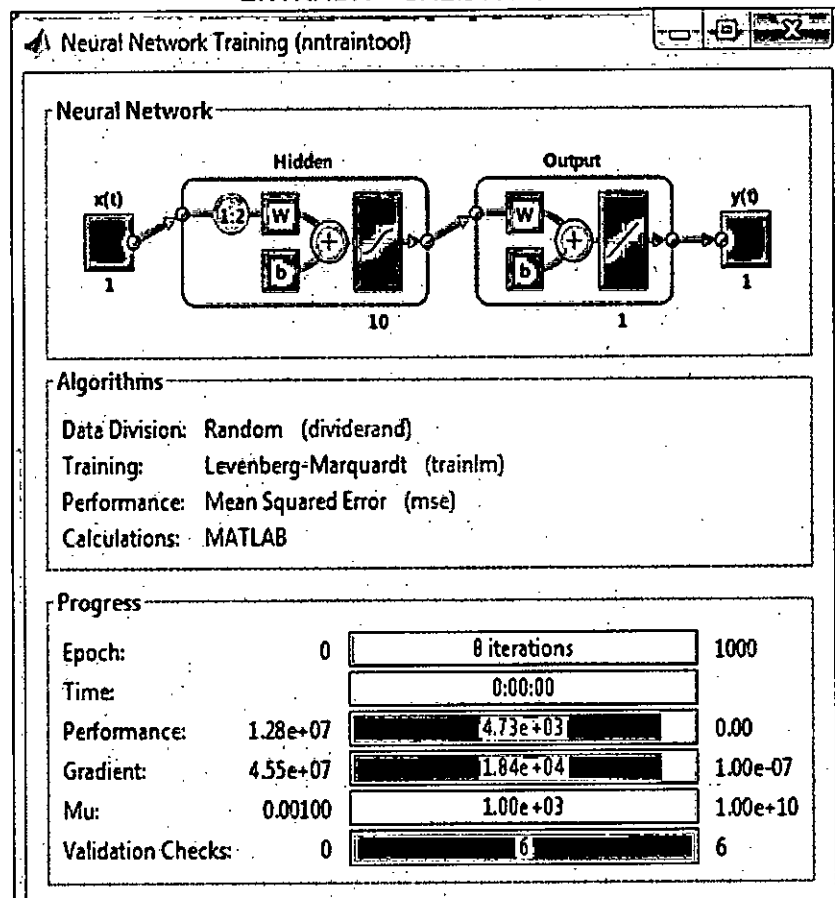 Neural Network Training (nntraintool)
Neural Network
Hidden
Output
x(t)
1:2
W
b
+
W
b
+
y(t)
1
10
1
1
Algorithms
Data Division: Random (dividerand)
Training: Levenberg-Marquardt (trainlm)
Performance: Mean Squared Error (mse)
Calculations: MATLAB
Progress
Epoch: 0 8 iterations 1000
Time: 0:00:00
Performance: 1.28e+07 4.73e+03 0.00
Gradient: 4.55e+07 1.84e+04 1.00e-07
Mu: 0.00100 1.00e+03 1.00e+10
Validation Checks: 0 6 6